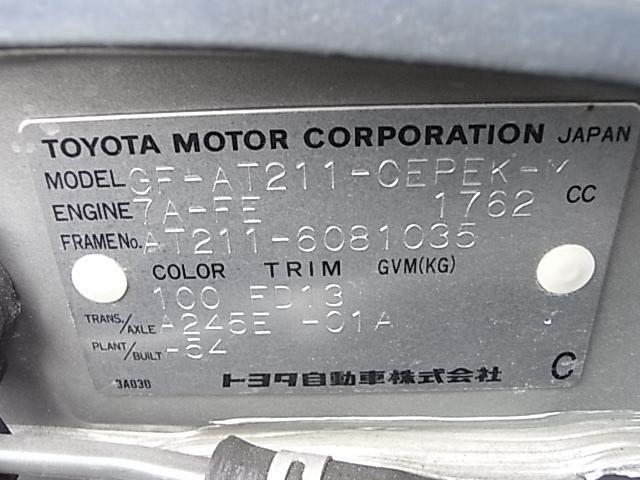 TOYOTA MOTOR CORPORATION JAPAN
MODEL GF-AT211-CEPEK-
ENGINE 7A-FE 1762 CC
FRAME No. AT211-6081035
COLOR TRIM GVM(KG)
100 FD13
TRANS./AXLE A245E -01A
PLANT/BUILT -54
3A030 トヨタ自動車株式会社 C